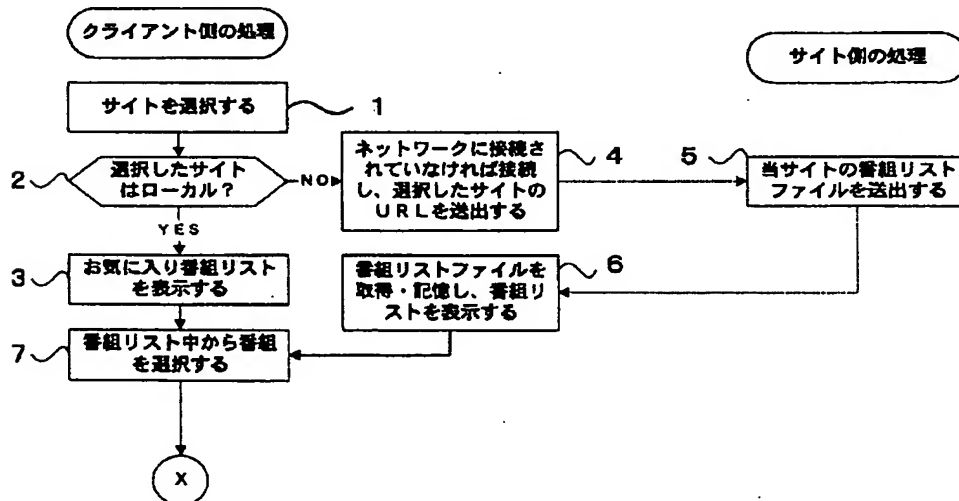 クライアント側の処理
サイト側の処理
サイトを選択する
1
2
選択したサイト
はローカル？
NO
YES
ネットワークに接続され
ていなければ接続
し、選択したサイトの
URLを送出する
4
5
当サイトの番組リスト
ファイルを送出する
3
お気に入り番組リスト
を表示する
番組リストファイルを
取得・記憶し、番組リ
ストを表示する
6
7
番組リスト中から番組
を選択する
X